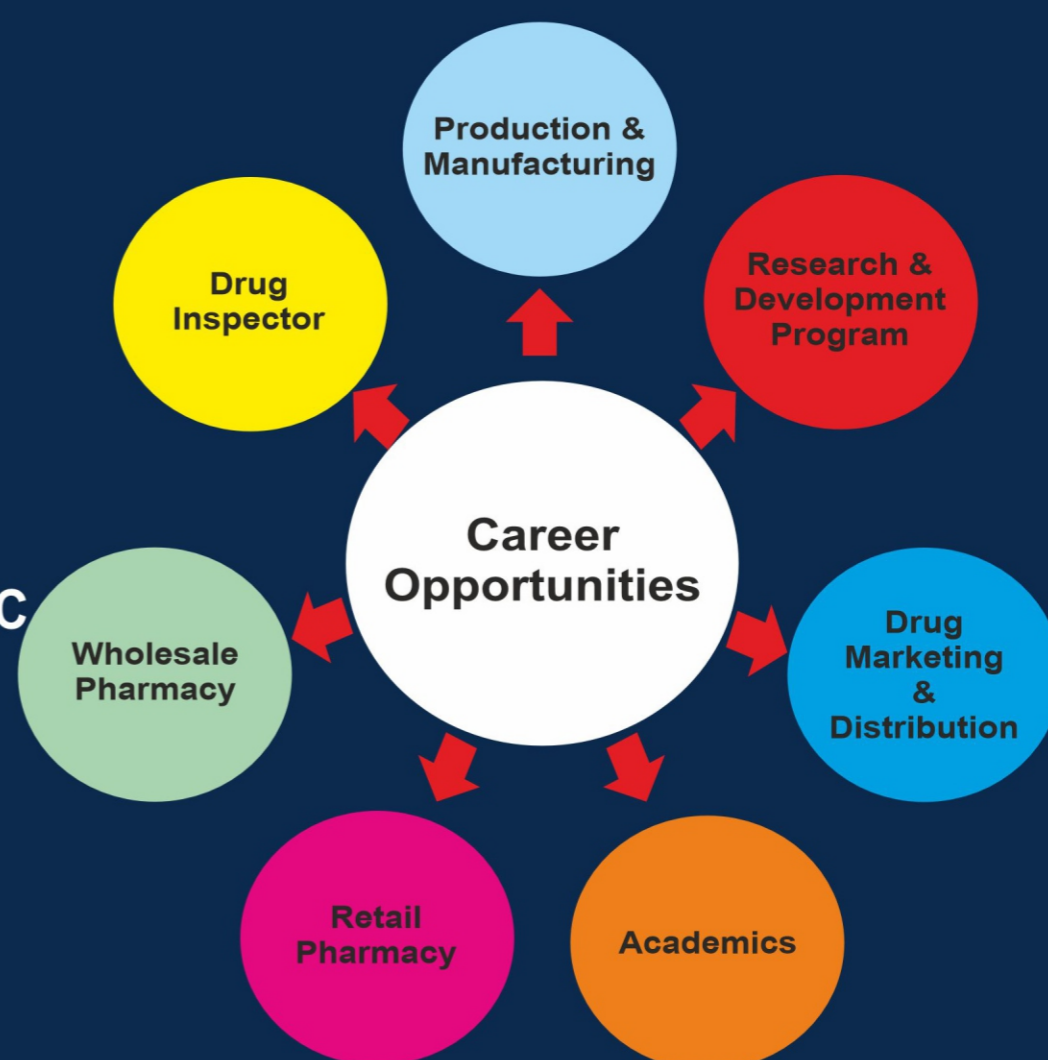 Production &
Manufacturing
Research &
Development
Program
Drug
Inspector
Career
Opportunities
C
Wholesale
Pharmacy
Drug
Marketing
&
Distribution
Retail
Pharmacy
Academics